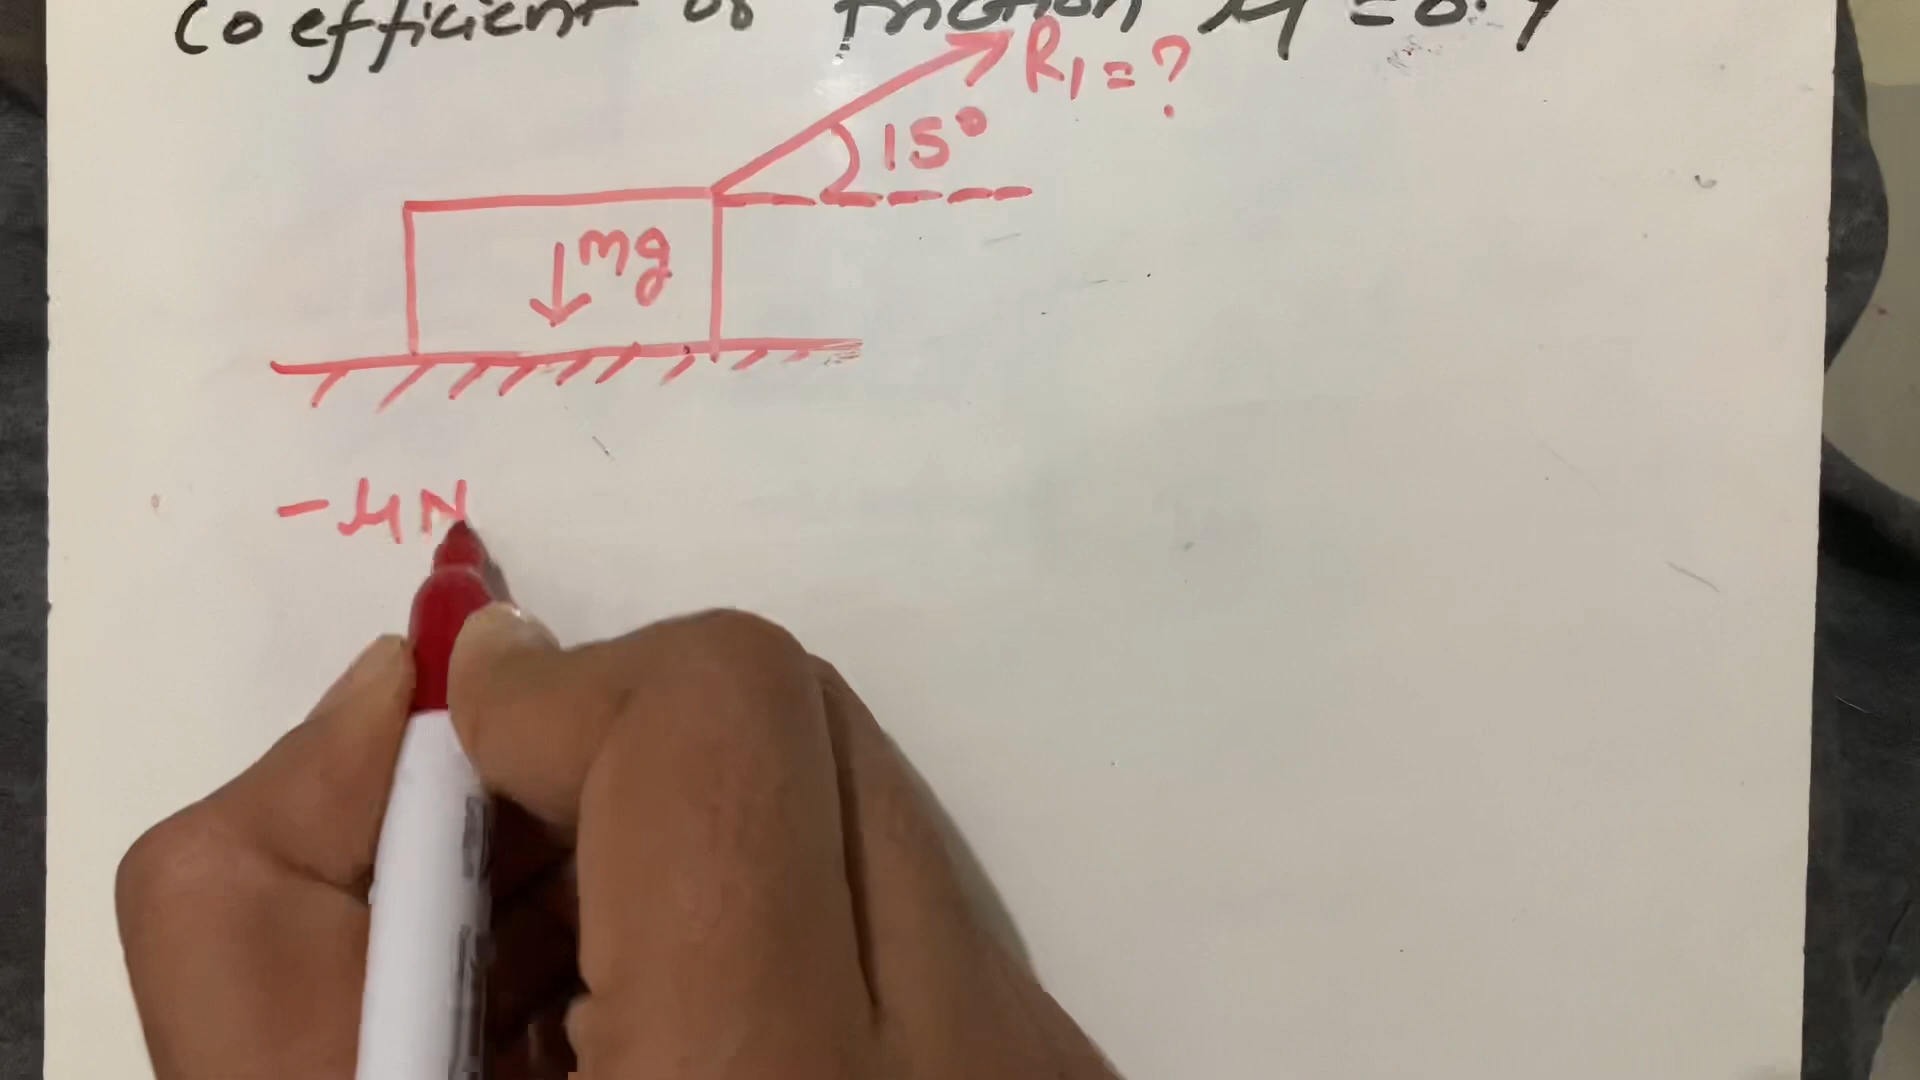 Coefficient of friction μ =0.4
R₁ = ?
15°
mg
-μN